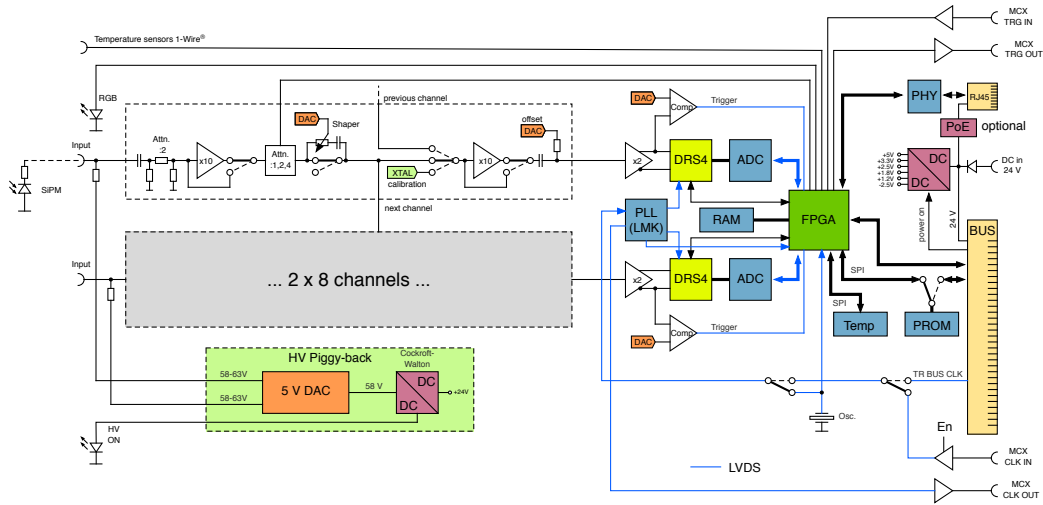 MCX
TRG IN
Temperature sensors 1-Wire®
MCX
TRG OUT
RGB
PHY
RJ45
DAC
previous channel
offset
DAC
DAC
Comp
Trigger
PoE
optional
Input
Attn.
:2
Shaper
x10
Attn.
:1,2,4
XTAL
calibration
x10
x2
DRS4
ADC
+5V
+3.3V
+2.5V
+1.8V
+1.2V
-2.5V
DC
DC
DC in
24 V
SiPM
next channel
PLL
(LMK)
RAM
FPGA
power on
24 V
BUS
Input
... 2 x 8 channels ...
x2
DRS4
ADC
SPI
SPI
Temp
PROM
DAC
Comp
Trigger
HV Piggy-back
Cockroft-
Walton
58-63V
58-63V
5 V DAC
58 V
DC
DC
+24V
TR BUS CLK
Osc.
HV
ON
En
MCX
CLK IN
LVDS
MCX
CLK OUT